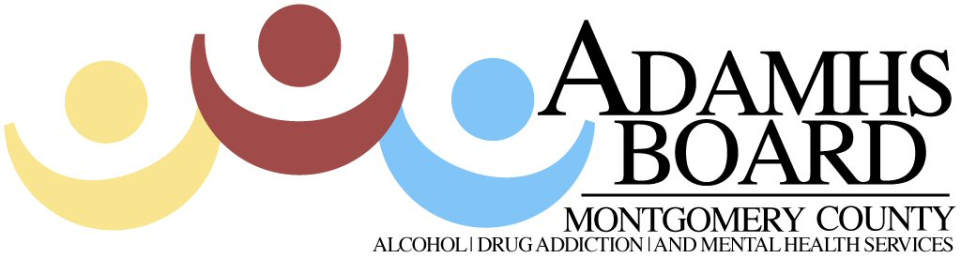 ADAMHS
BOARD
MONTGOMERY COUNTY
ALCOHOL | DRUG ADDICTION | AND MENTAL HEALTH SERVICES